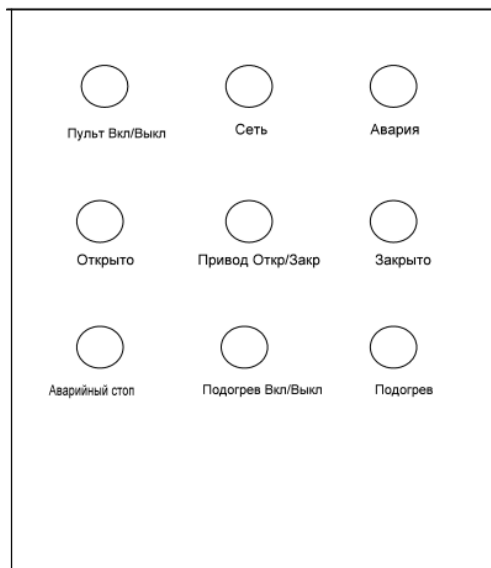 Пульт Вкл/Выкл
Сеть
Авария
Открыто
Привод Откр/Закр
Закрыто
Аварийный стоп
Подогрев Вкл/Выкл
Подогрев